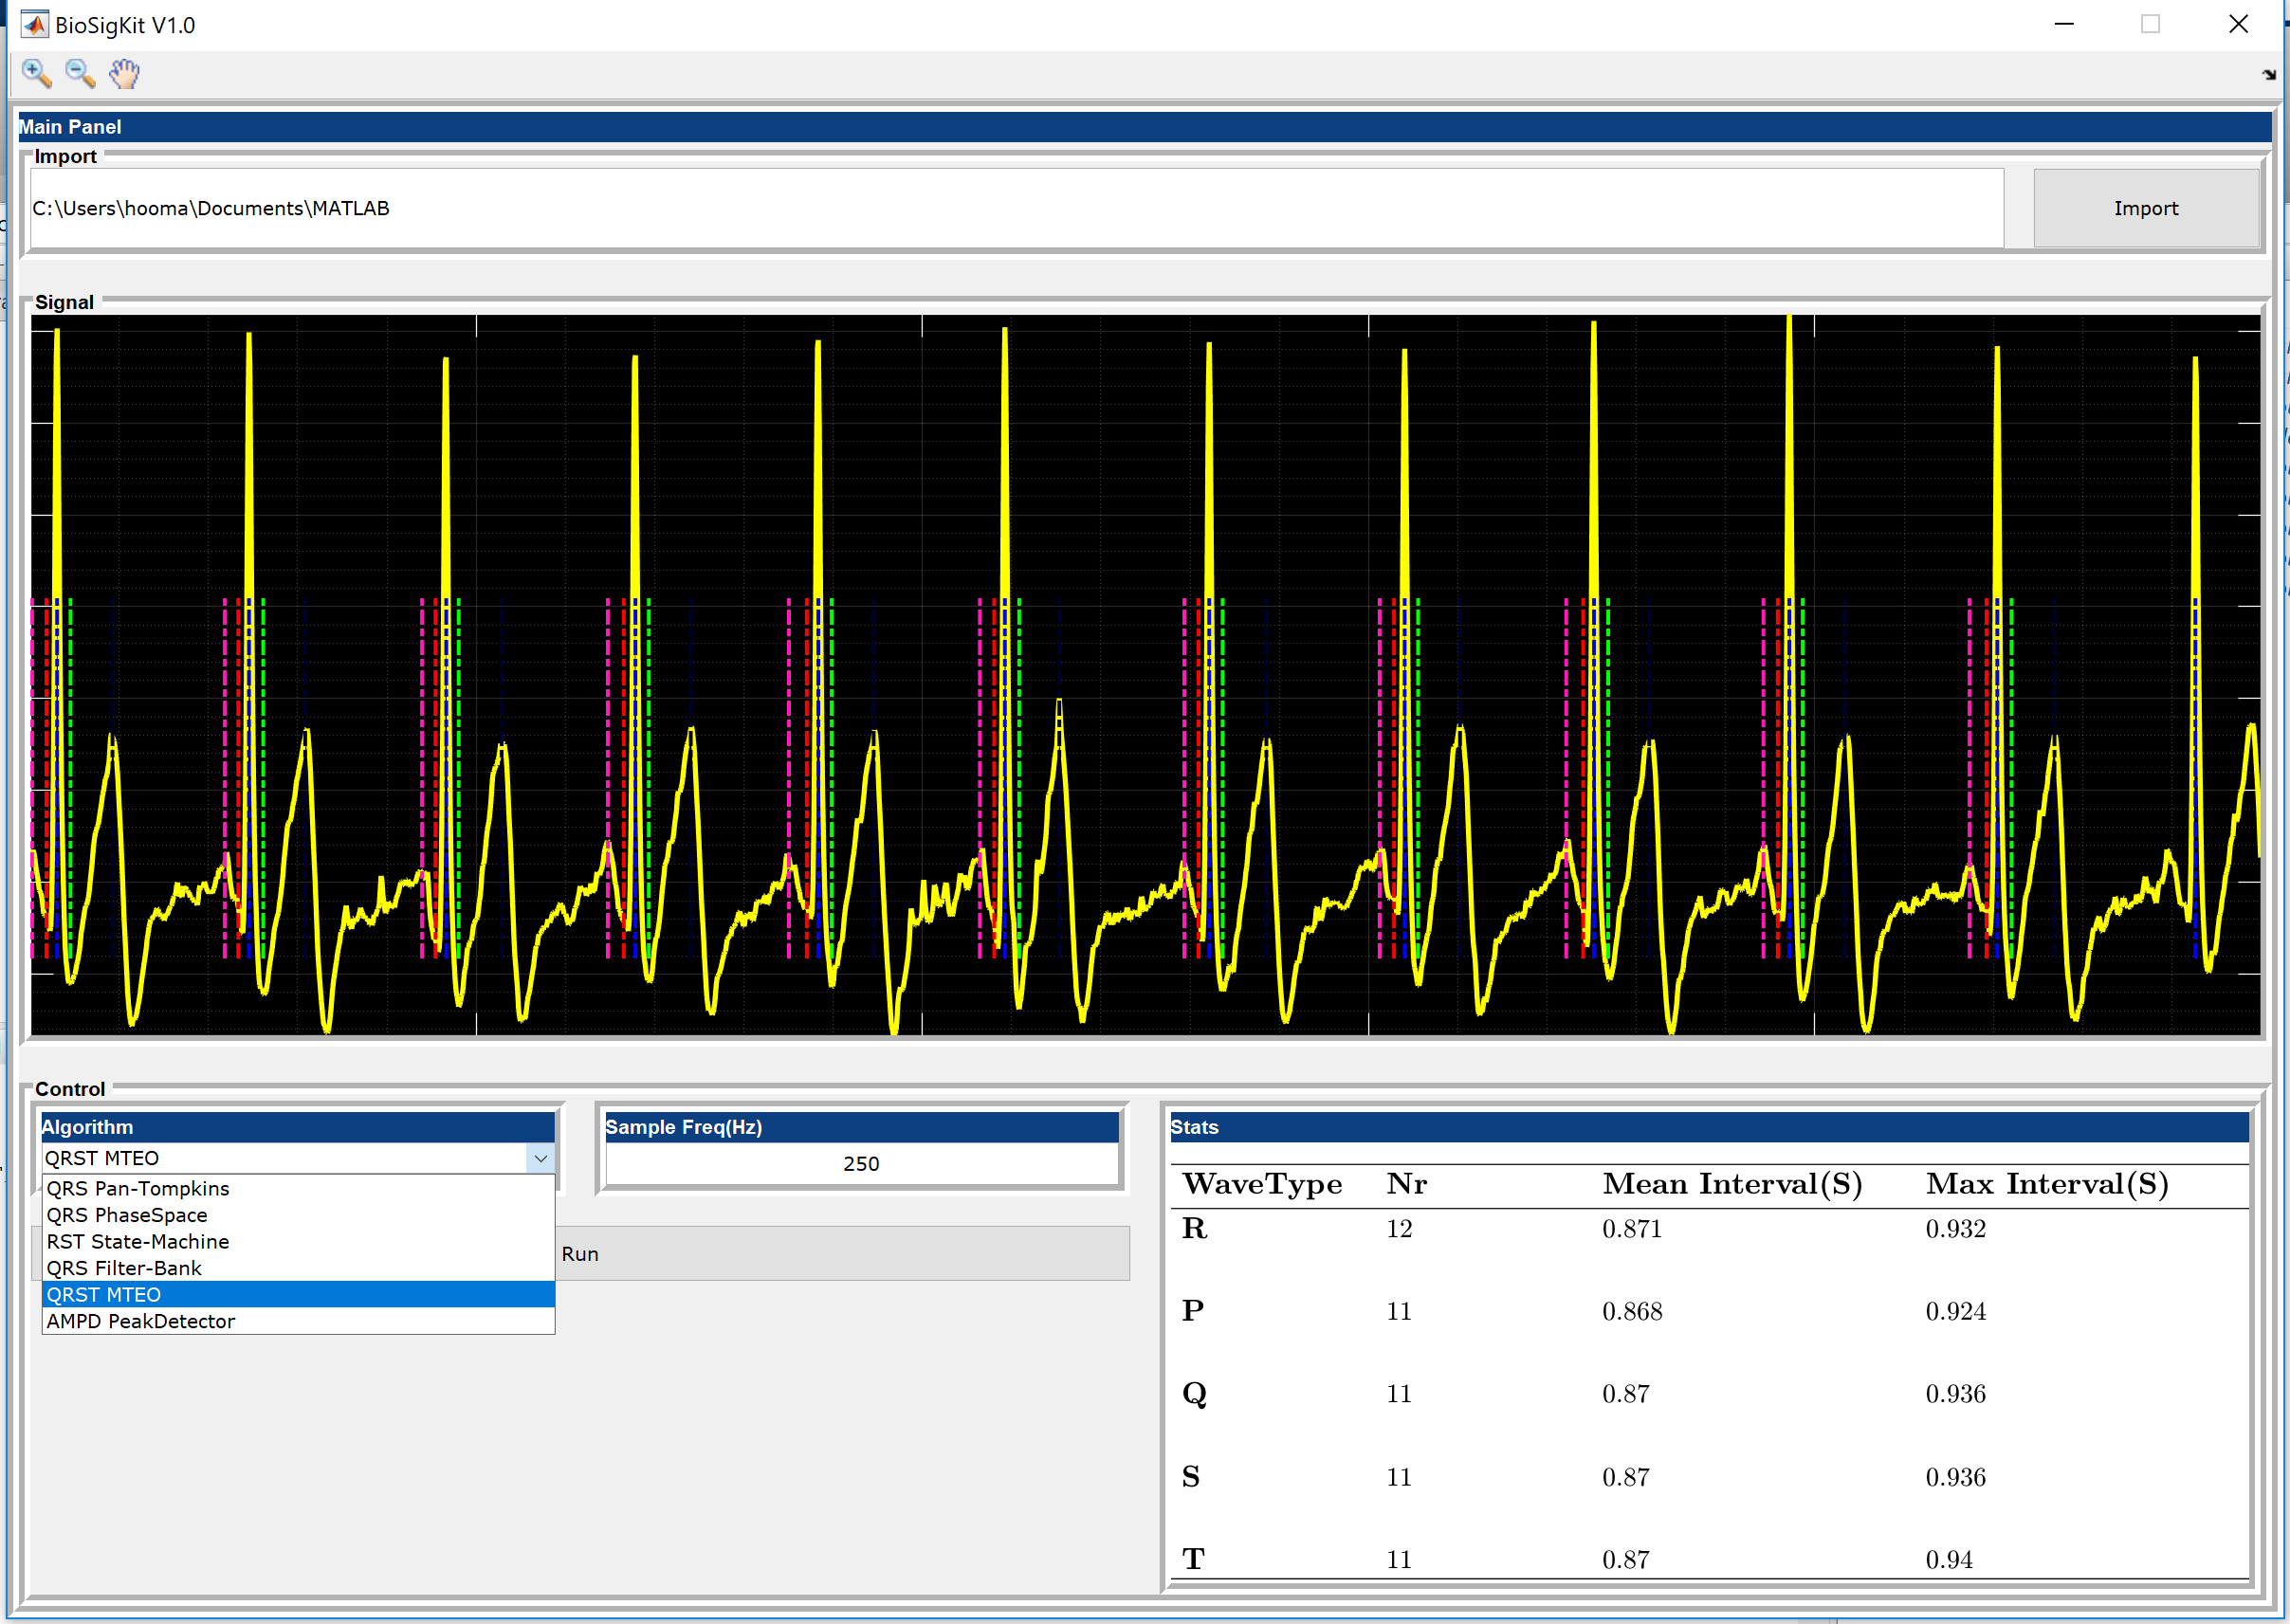 BioSigKit V1.0
Main Panel
Import
C:\Users\hooma\Documents\MATLAB
Import
Signal
Control
Algorithm
QRST MTEO
QRS Pan-Tompkins
QRS PhaseSpace
RST State-Machine
QRS Filter-Bank
QRST MTEO
AMPD PeakDetector
Sample Freq(Hz)
250
Run
Stats
WaveType Nr Mean Interval(S) Max Interval(S)
R 12 0.871 0.932
P 11 0.868 0.924
Q 11 0.87 0.936
S 11 0.87 0.936
T 11 0.87 0.94